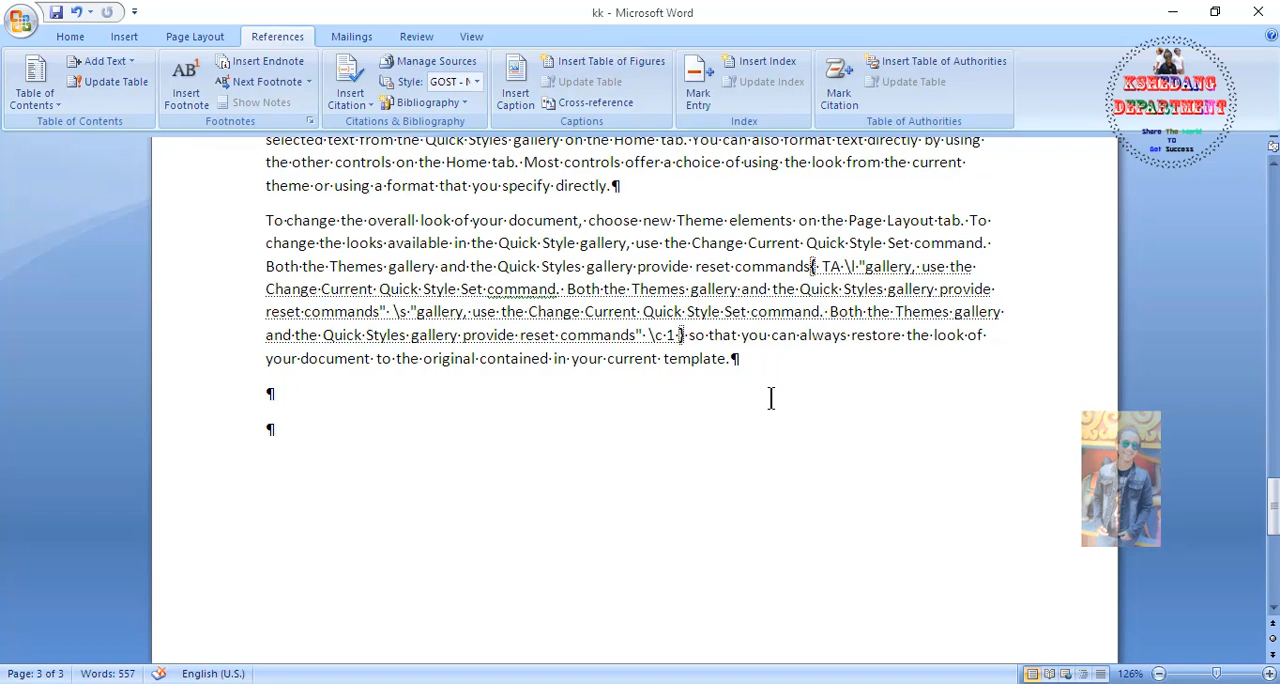 kk - Microsoft Word
Home Insert Page Layout References Mailings Review View
Table of Contents
Add Text
Update Table
Table of Contents
AB¹ Insert Footnote
Insert Endnote
Next Footnote
Show Notes
Footnotes
Insert Citation
Manage Sources
Style: GOST - N
Bibliography
Citations & Bibliography
Insert Caption
Insert Table of Figures
Update Table
Cross-reference
Captions
Mark Entry
Insert Index
Update Index
Index
Mark Citation
Insert Table of Authorities
Update Table
Table of Authorities
KSHEDANG
DEPARTMENT
Share The World
TO
Get Success
selected·text·from·the·Quick·Styles·gallery·on·the·Home·tab.·You·can·also·format·text·directly·by·using·
the·other·controls·on·the·Home·tab.·Most·controls·offer·a·choice·of·using·the·look·from·the·current·
theme·or·using·a·format·that·you·specify·directly.¶
To·change·the·overall·look·of·your·document,·choose·new·Theme·elements·on·the·Page·Layout·tab.·To·
change·the·looks·available·in·the·Quick·Style·gallery,·use·the·Change·Current·Quick·Style·Set·command.·
Both·the·Themes·gallery·and·the·Quick·Styles·gallery·provide·reset·commands{·TA·\l·"gallery,·use·the·
Change·Current·Quick·Style·Set·command.·Both·the·Themes·gallery·and·the·Quick·Styles·gallery·provide·
reset·commands"·\s·"gallery,·use·the·Change·Current·Quick·Style·Set·command.·Both·the·Themes·gallery·
and·the·Quick·Styles·gallery·provide·reset·commands"·\c·1·}·so·that·you·can·always·restore·the·look·of·
your·document·to·the·original·contained·in·your·current·template.¶
¶
¶
Page: 3 of 3 Words: 557 English (U.S.) 126%